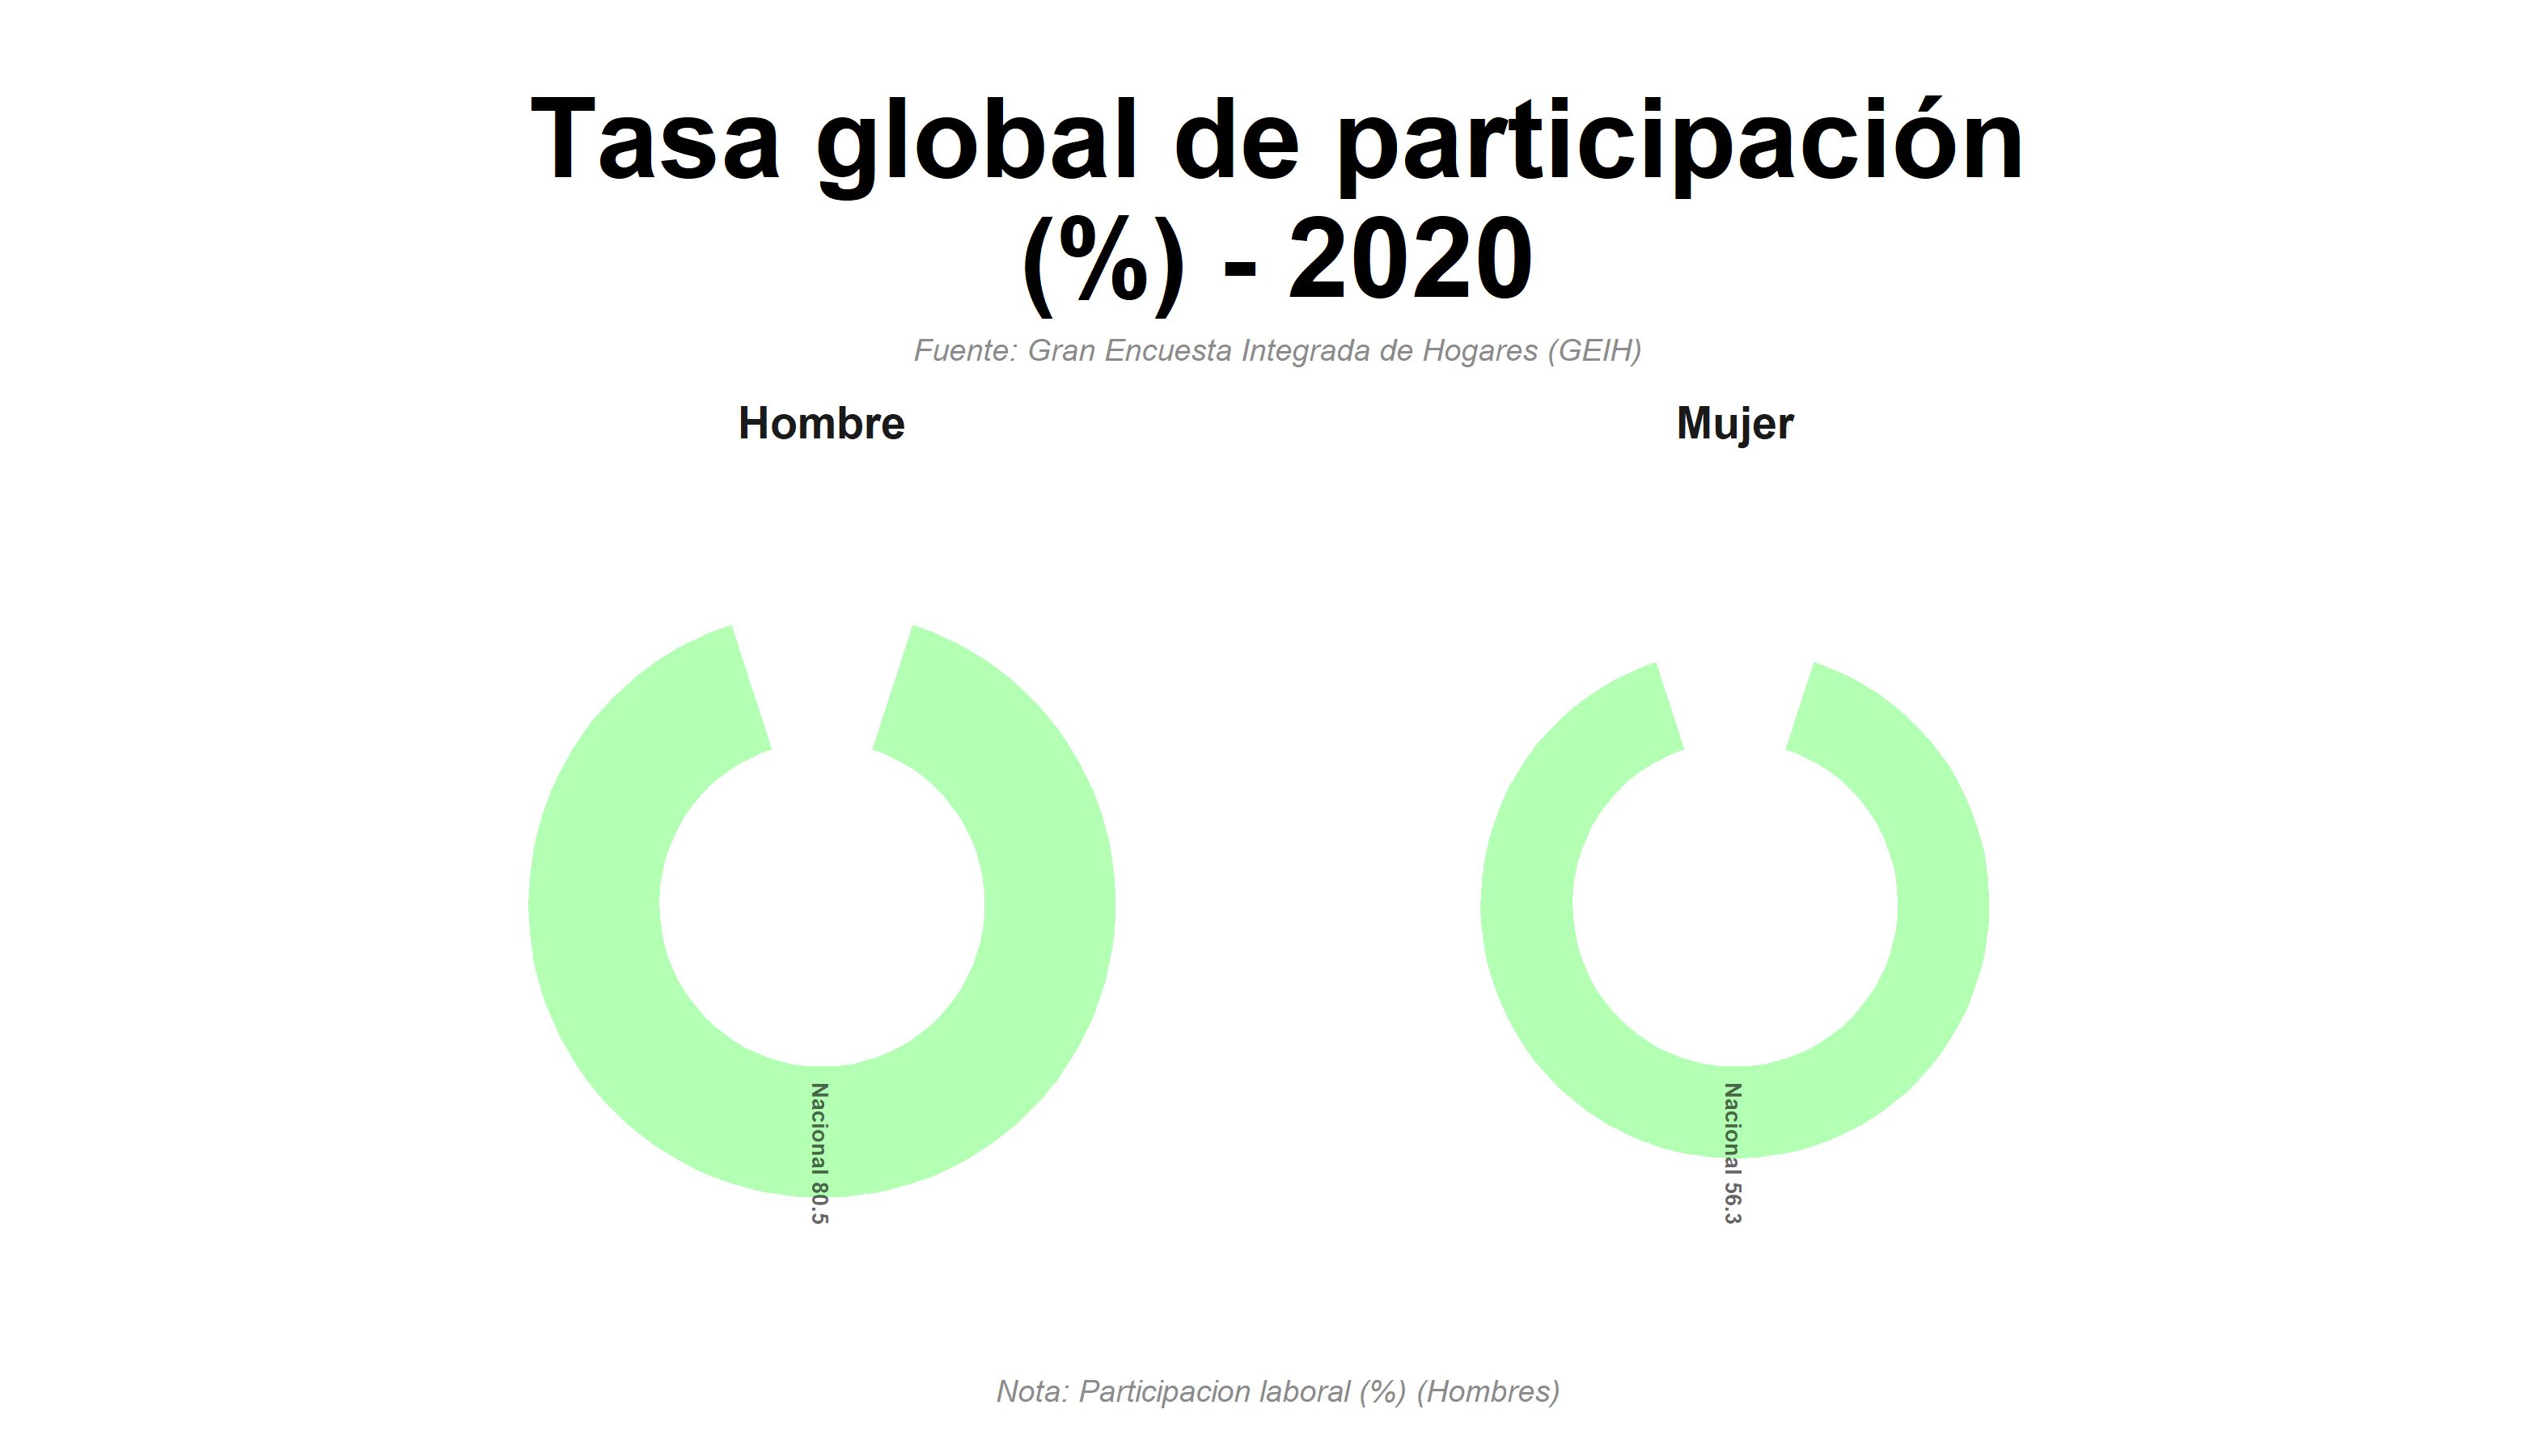 Tasa global de participación
(%) - 2020
Fuente: Gran Encuesta Integrada de Hogares (GEIH)
Hombre
Mujer
Nacional 80.5
Nacional 56.3
Nota: Participacion laboral (%) (Hombres)